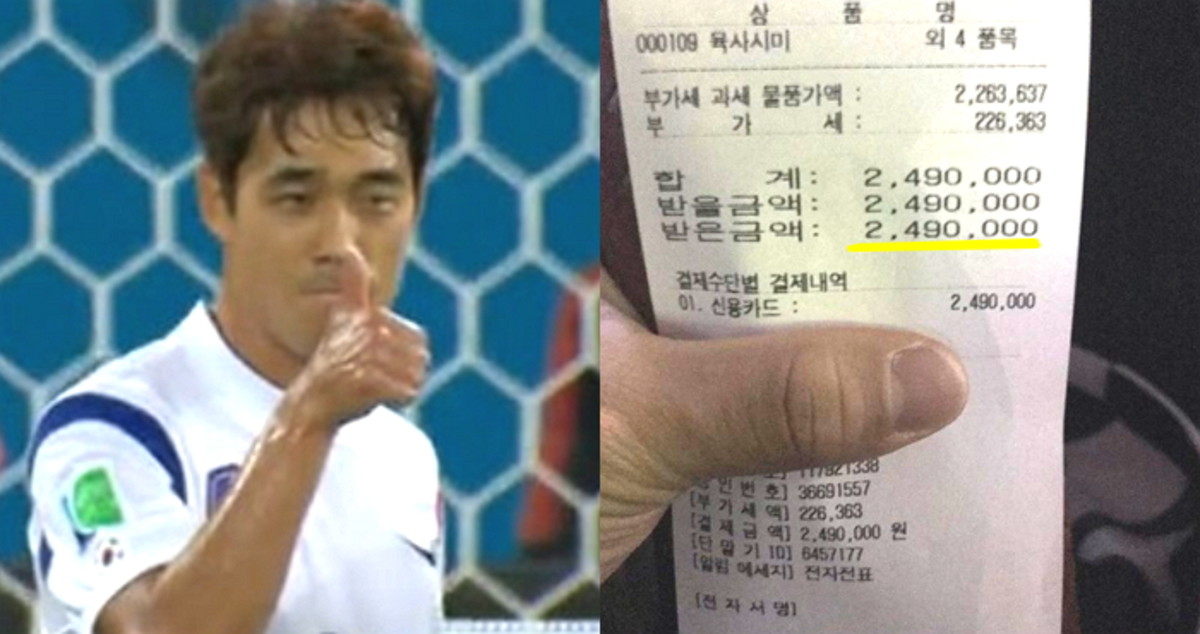 상 품 명
000109 육사시미 외 4 품목
부가세 과세 물품가액 : 2,263,637
부 가 세 : 226,363
합 계 : 2,490,000
받을금액 : 2,490,000
받은금액 : 2,490,000
결제수단별 결제내역
01. 신용카드 : 2,490,000
117821338
인 번 호] 36691557
[부 가 세 액] 226,363
[결 제 금 액] 2,490,000 원
[단 말 기 ID] 6457177
[알림 메세지] 전자전표
[전 자 서 명]